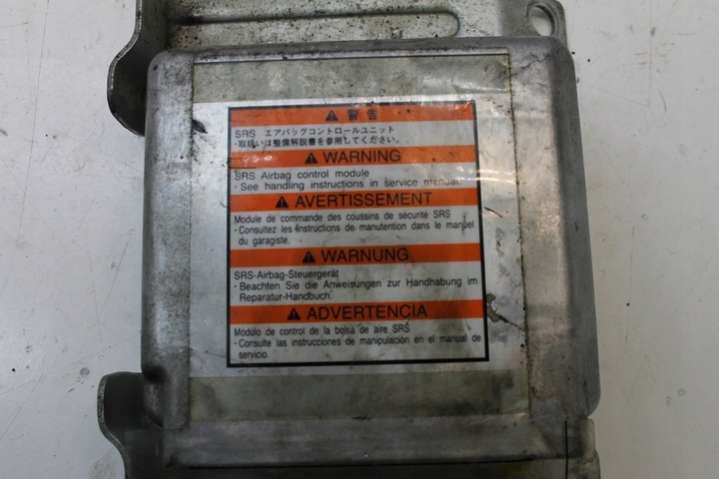 ⚠ 警告
SRS エアバッグコントロールユニット
・取扱いは整備解説書を参照してください。
⚠ WARNING
SRS Airbag control module
- See handling instructions in service manual.
⚠ AVERTISSEMENT
Module de commande des coussins de sécurité SRS
- Consultez les instructions de manutention dans le manuel
du garagiste.
⚠ WARNUNG
SRS-Airbag-Steuergerät
- Beachten Sie die Anweisungen zur Handhabung im
Reparatur-Handbuch.
⚠ ADVERTENCIA
Modulo de control de la bolsa de aire SRS
- Consulte las instrucciones de manipulación en el manual de
servicio.